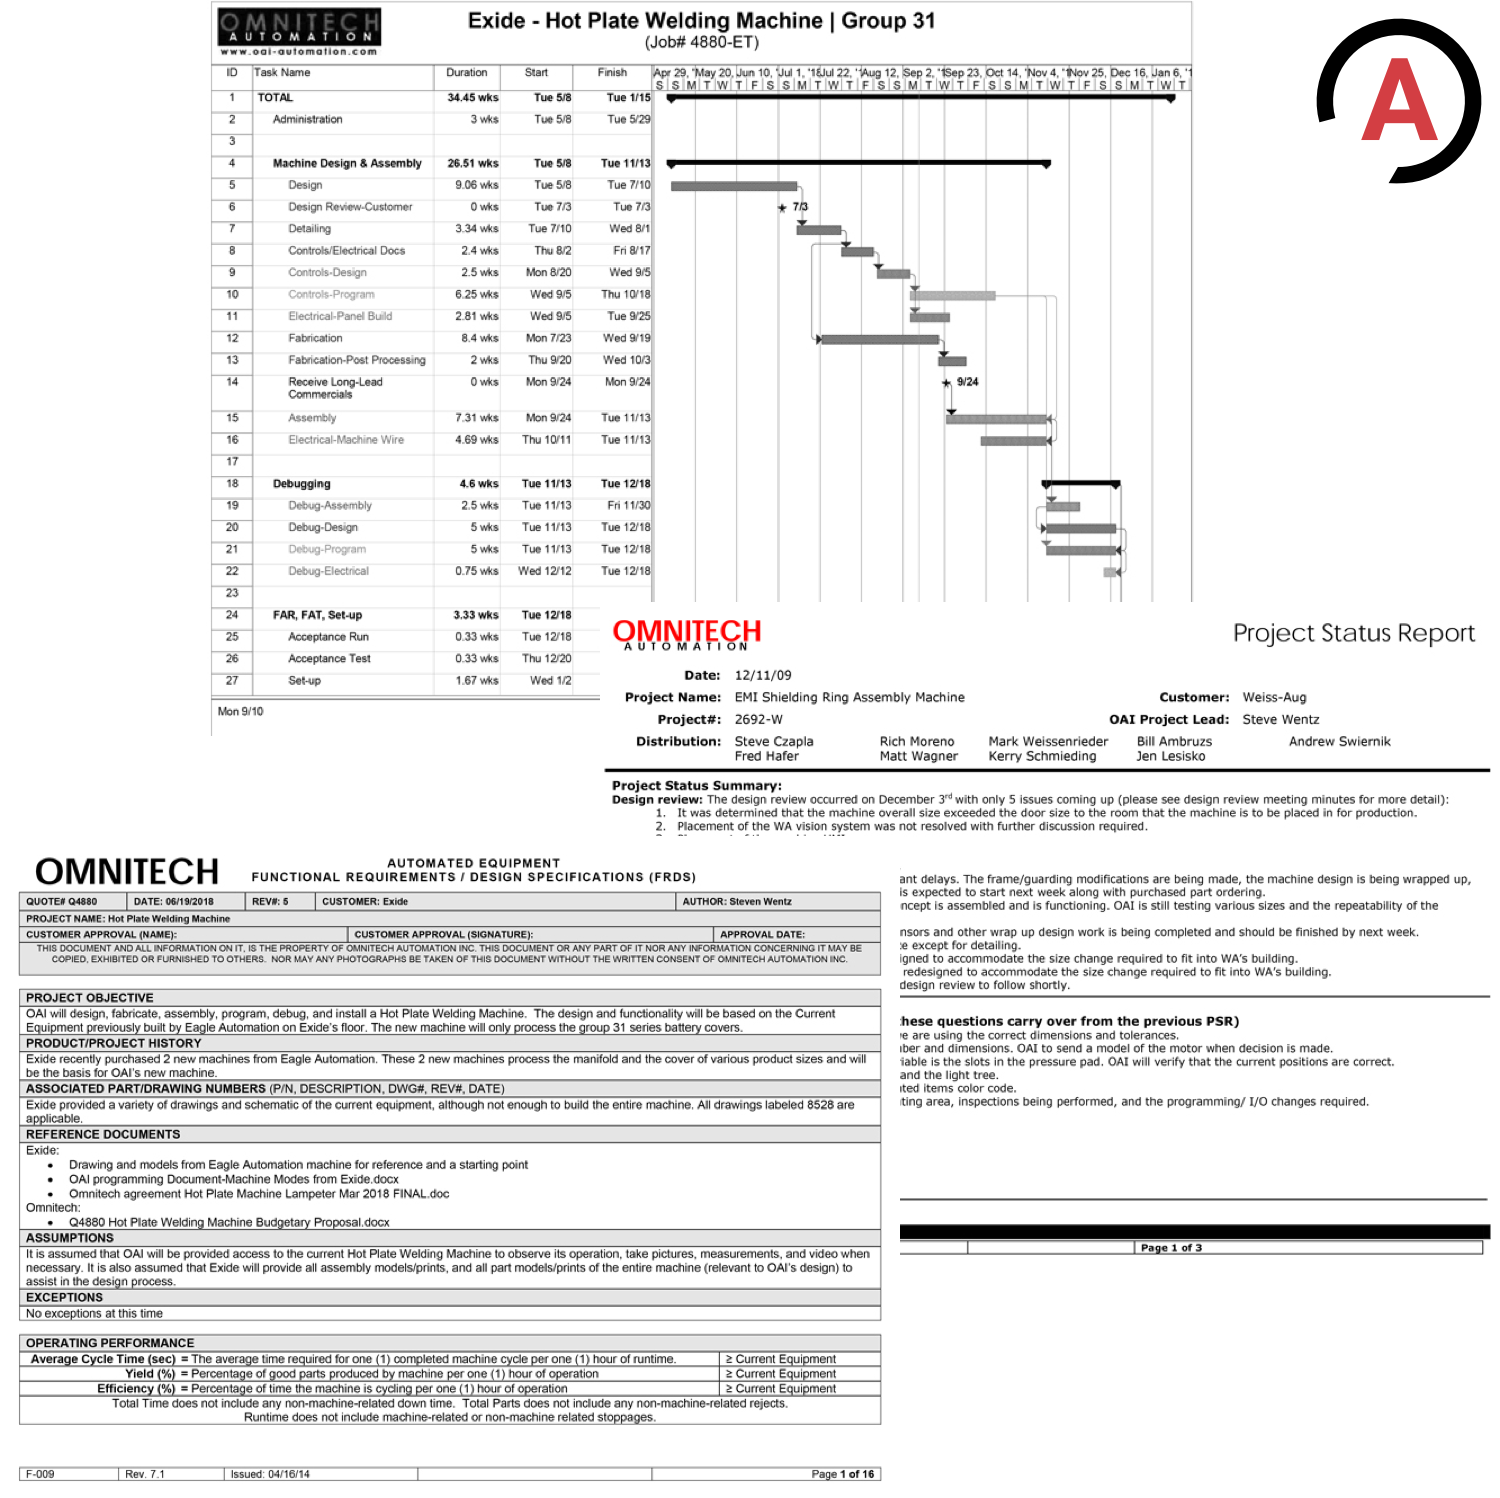 OMNITECH
AUTOMATION
www.oai-automation.com
Exide - Hot Plate Welding Machine | Group 31
(Job# 4880-ET)
A
ID Task Name Duration Start Finish Apr 29, 'May 20, Jun 10, 'Jul 1, '18 Jul 22, '1 Aug 12, Sep 2, '1 Sep 23, Oct 14, 'Nov 4, '1 Nov 25, Dec 16, Jan 6, '1
S S M T W T F S S M T W T F S S M T W T F S S M T W T F S S M T W T
1 TOTAL 34.45 wks Tue 5/8 Tue 1/15
2 Administration 3 wks Tue 5/8 Tue 5/29
3
4 Machine Design & Assembly 26.51 wks Tue 5/8 Tue 11/13
5 Design 9.06 wks Tue 5/8 Tue 7/10
6 Design Review-Customer 0 wks Tue 7/3 Tue 7/3 7/3
7 Detailing 3.34 wks Tue 7/10 Wed 8/1
8 Controls/Electrical Docs 2.4 wks Thu 8/2 Fri 8/17
9 Controls-Design 2.5 wks Mon 8/20 Wed 9/5
10 Controls-Program 6.25 wks Wed 9/5 Thu 10/18
11 Electrical-Panel Build 2.81 wks Wed 9/5 Tue 9/25
12 Fabrication 8.4 wks Mon 7/23 Wed 9/19
13 Fabrication-Post Processing 2 wks Thu 9/20 Wed 10/3
14 Receive Long-Lead 0 wks Mon 9/24 Mon 9/24 9/24
Commercials
15 Assembly 7.31 wks Mon 9/24 Tue 11/13
16 Electrical-Machine Wire 4.69 wks Thu 10/11 Tue 11/13
17
18 Debugging 4.6 wks Tue 11/13 Tue 12/18
19 Debug-Assembly 2.5 wks Tue 11/13 Fri 11/30
20 Debug-Design 5 wks Tue 11/13 Tue 12/18
21 Debug-Program 5 wks Tue 11/13 Tue 12/18
22 Debug-Electrical 0.75 wks Wed 12/12 Tue 12/18
23
24 FAR, FAT, Set-up 3.33 wks Tue 12/18
25 Acceptance Run 0.33 wks Tue 12/18
26 Acceptance Test 0.33 wks Thu 12/20
27 Set-up 1.67 wks Wed 1/2
Mon 9/10
OMNITECH
AUTOMATION
Project Status Report
Date: 12/11/09
Project Name: EMI Shielding Ring Assembly Machine Customer: Weiss-Aug
Project#: 2692-W OAI Project Lead: Steve Wentz
Distribution: Steve Czapla Rich Moreno Mark Weissenrieder Bill Ambruzs Andrew Swiernik
Fred Hafer Matt Wagner Kerry Schmieding Jen Lesisko
Project Status Summary:
Design review: The design review occurred on December 3rd with only 5 issues coming up (please see design review meeting minutes for more detail):
1. It was determined that the machine overall size exceeded the door size to the room that the machine is to be placed in for production.
2. Placement of the WA vision system was not resolved with further discussion required.
delays. The frame/guarding modifications are being made, the machine design is being wrapped up,
is expected to start next week along with purchased part ordering.
is assembled and is functioning. OAI is still testing various sizes and the repeatability of the
and other wrap up design work is being completed and should be finished by next week.
except for detailing.
to accommodate the size change required to fit into WA's building.
redesigned to accommodate the size change required to fit into WA's building.
design review to follow shortly.
these questions carry over from the previous PSR)
are using the correct dimensions and tolerances.
and dimensions. OAI to send a model of the motor when decision is made.
is the slots in the pressure pad. OAI will verify that the current positions are correct.
and the light tree.
items color code.
area, inspections being performed, and the programming/ I/O changes required.
Page 1 of 3
OMNITECH
AUTOMATED EQUIPMENT
FUNCTIONAL REQUIREMENTS / DESIGN SPECIFICATIONS (FRDS)
QUOTE# Q4880 DATE: 06/19/2018 REV#: 5 CUSTOMER: Exide AUTHOR: Steven Wentz
PROJECT NAME: Hot Plate Welding Machine
CUSTOMER APPROVAL (NAME): CUSTOMER APPROVAL (SIGNATURE): APPROVAL DATE:
THIS DOCUMENT AND ALL INFORMATION ON IT, IS THE PROPERTY OF OMNITECH AUTOMATION INC. THIS DOCUMENT OR ANY PART OF IT NOR ANY INFORMATION CONCERNING IT MAY BE
COPIED, EXHIBITED OR FURNISHED TO OTHERS. NOR MAY ANY PHOTOGRAPHS BE TAKEN OF THIS DOCUMENT WITHOUT THE WRITTEN CONSENT OF OMNITECH AUTOMATION INC.
PROJECT OBJECTIVE
OAI will design, fabricate, assembly, program, debug, and install a Hot Plate Welding Machine. The design and functionality will be based on the Current
Equipment previously built by Eagle Automation on Exide's floor. The new machine will only process the group 31 series battery covers.
PRODUCT/PROJECT HISTORY
Exide recently purchased 2 new machines from Eagle Automation. These 2 new machines process the manifold and the cover of various product sizes and will
be the basis for OAI's new machine.
ASSOCIATED PART/DRAWING NUMBERS (P/N, DESCRIPTION, DWG#, REV#, DATE)
Exide provided a variety of drawings and schematic of the current equipment, although not enough to build the entire machine. All drawings labeled 8528 are
applicable.
REFERENCE DOCUMENTS
Exide:
• Drawing and models from Eagle Automation machine for reference and a starting point
• OAI programming Document-Machine Modes from Exide.docx
• Omnitech agreement Hot Plate Machine Lampeter Mar 2018 FINAL.doc
Omnitech:
• Q4880 Hot Plate Welding Machine Budgetary Proposal.docx
ASSUMPTIONS
It is assumed that OAI will be provided access to the current Hot Plate Welding Machine to observe its operation, take pictures, measurements, and video when
necessary. It is also assumed that Exide will provide all assembly models/prints, and all part models/prints of the entire machine (relevant to OAI's design) to
assist in the design process.
EXCEPTIONS
No exceptions at this time
OPERATING PERFORMANCE
Average Cycle Time (sec) = The average time required for one (1) completed machine cycle per one (1) hour of runtime. ≥ Current Equipment
Yield (%) = Percentage of good parts produced by machine per one (1) hour of operation ≥ Current Equipment
Efficiency (%) = Percentage of time the machine is cycling per one (1) hour of operation ≥ Current Equipment
Total Time does not include any non-machine-related down time. Total Parts does not include any non-machine-related rejects.
Runtime does not include machine-related or non-machine related stoppages.
F-009 Rev. 7.1 Issued: 04/16/14 Page 1 of 16